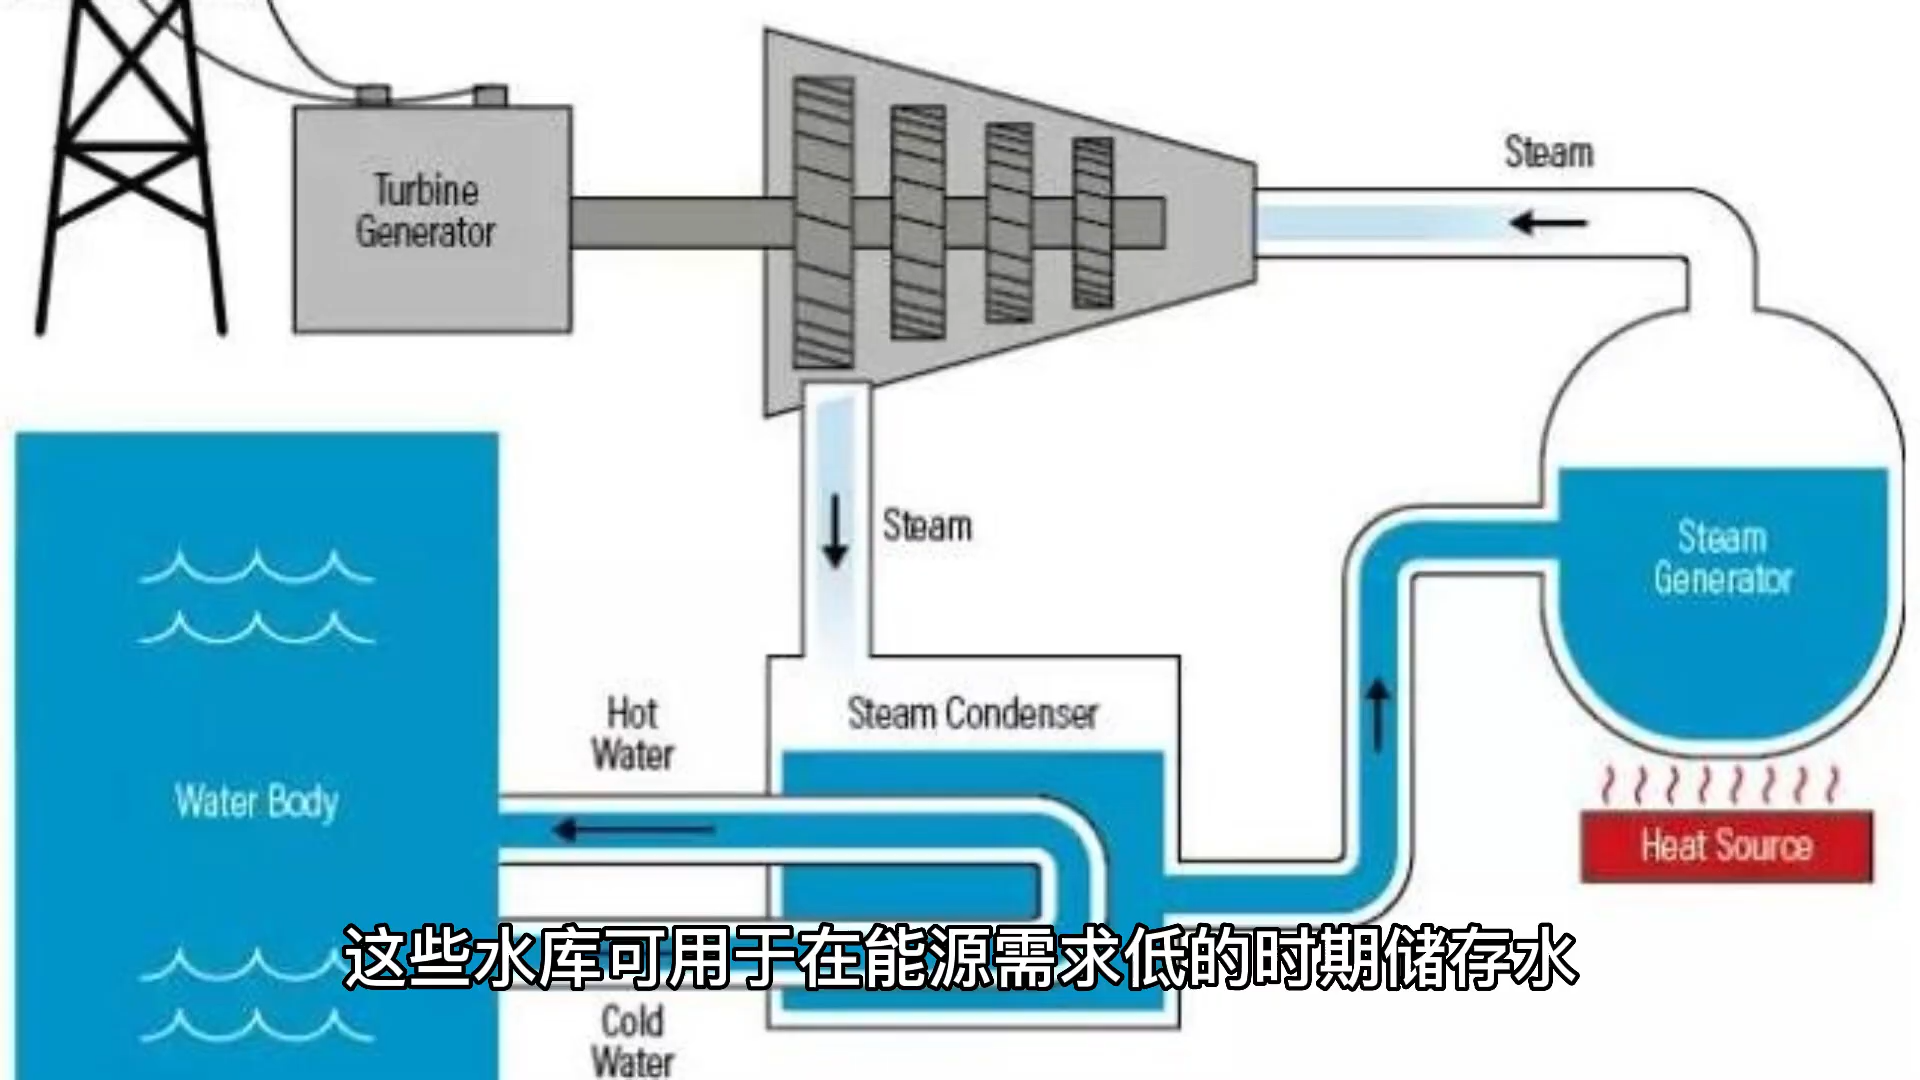 Steam
Turbine
Generator
Steam
Steam
Generator
Hot
Water
Steam Condenser
Water Body
Heat Source
这些水库可用于在能源需求低的时期储存水
Cold
Water